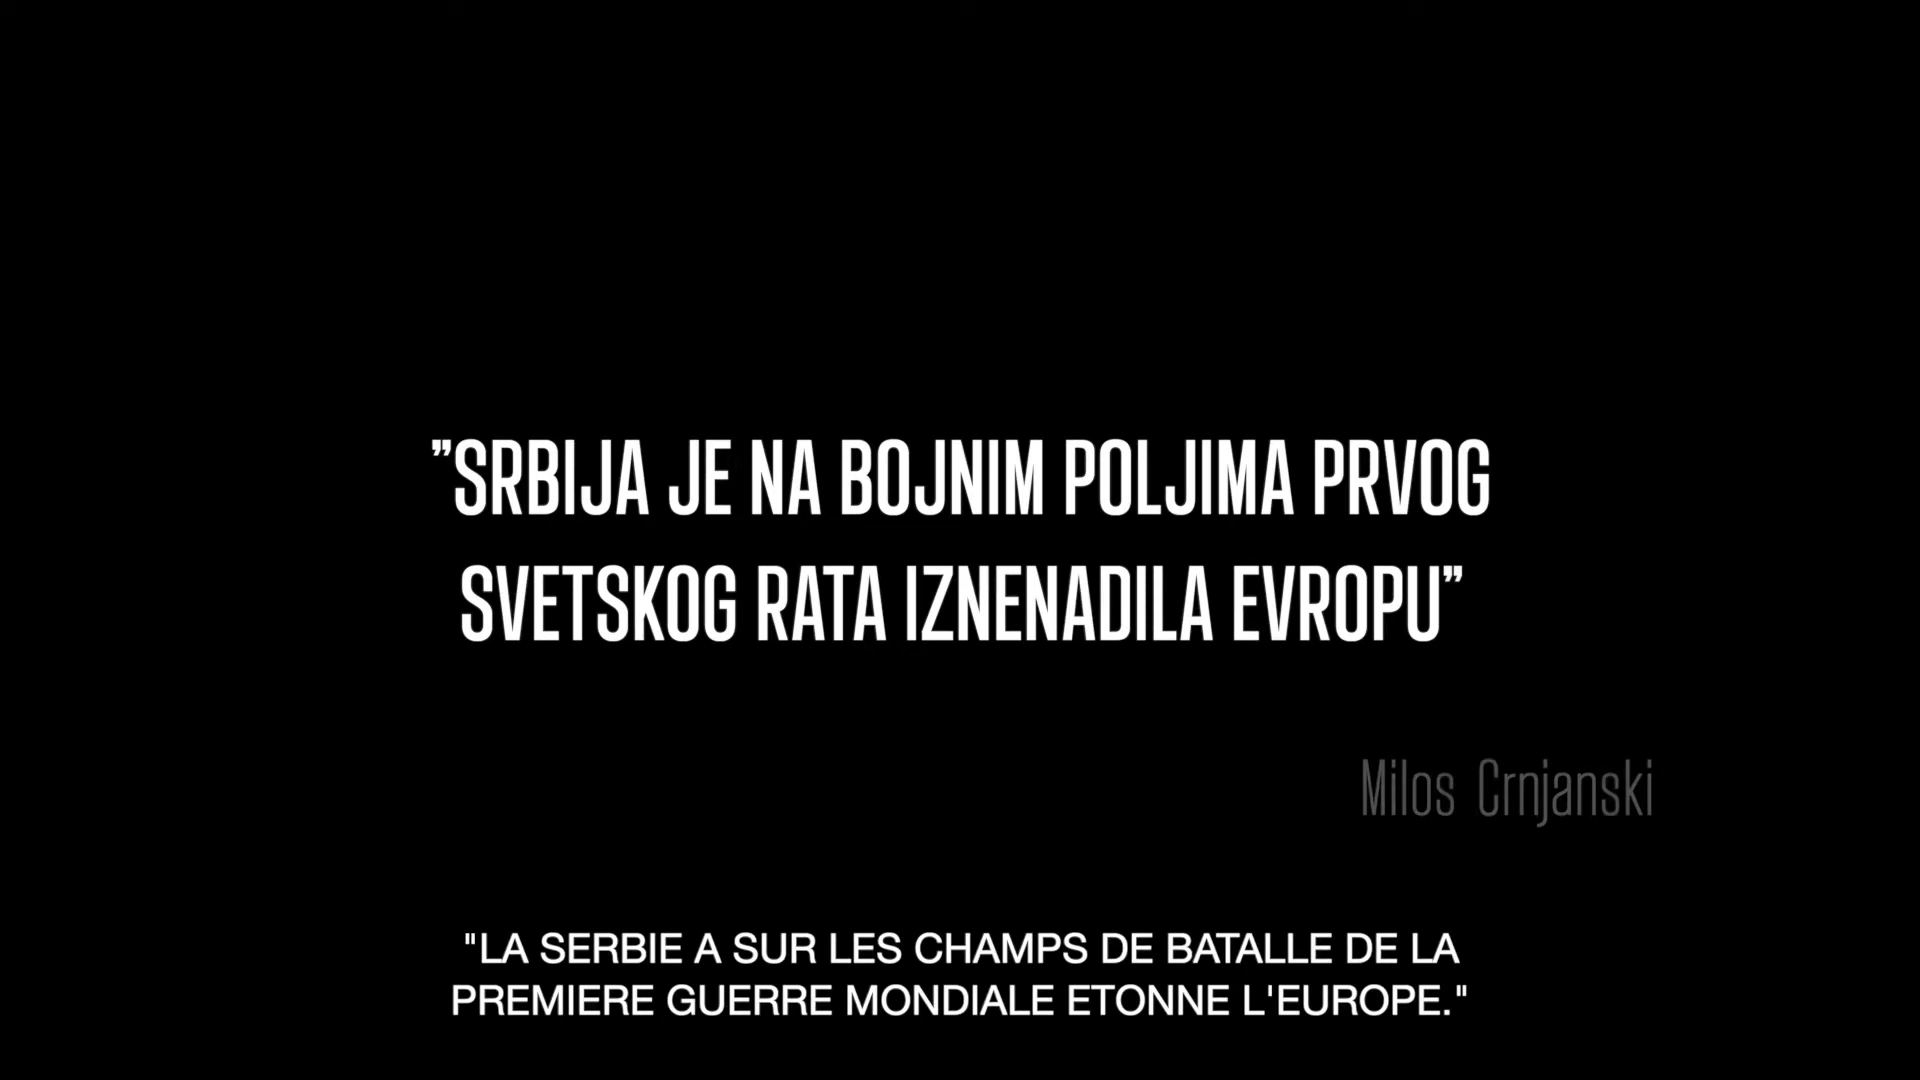 ”SRBIJA JE NA BOJNIM POLJIMA PRVOG
SVETSKOG RATA IZNENADILA EVROPU”
Milos Crnjanski
"LA SERBIE A SUR LES CHAMPS DE BATALLE DE LA
PREMIERE GUERRE MONDIALE ETONNE L'EUROPE."